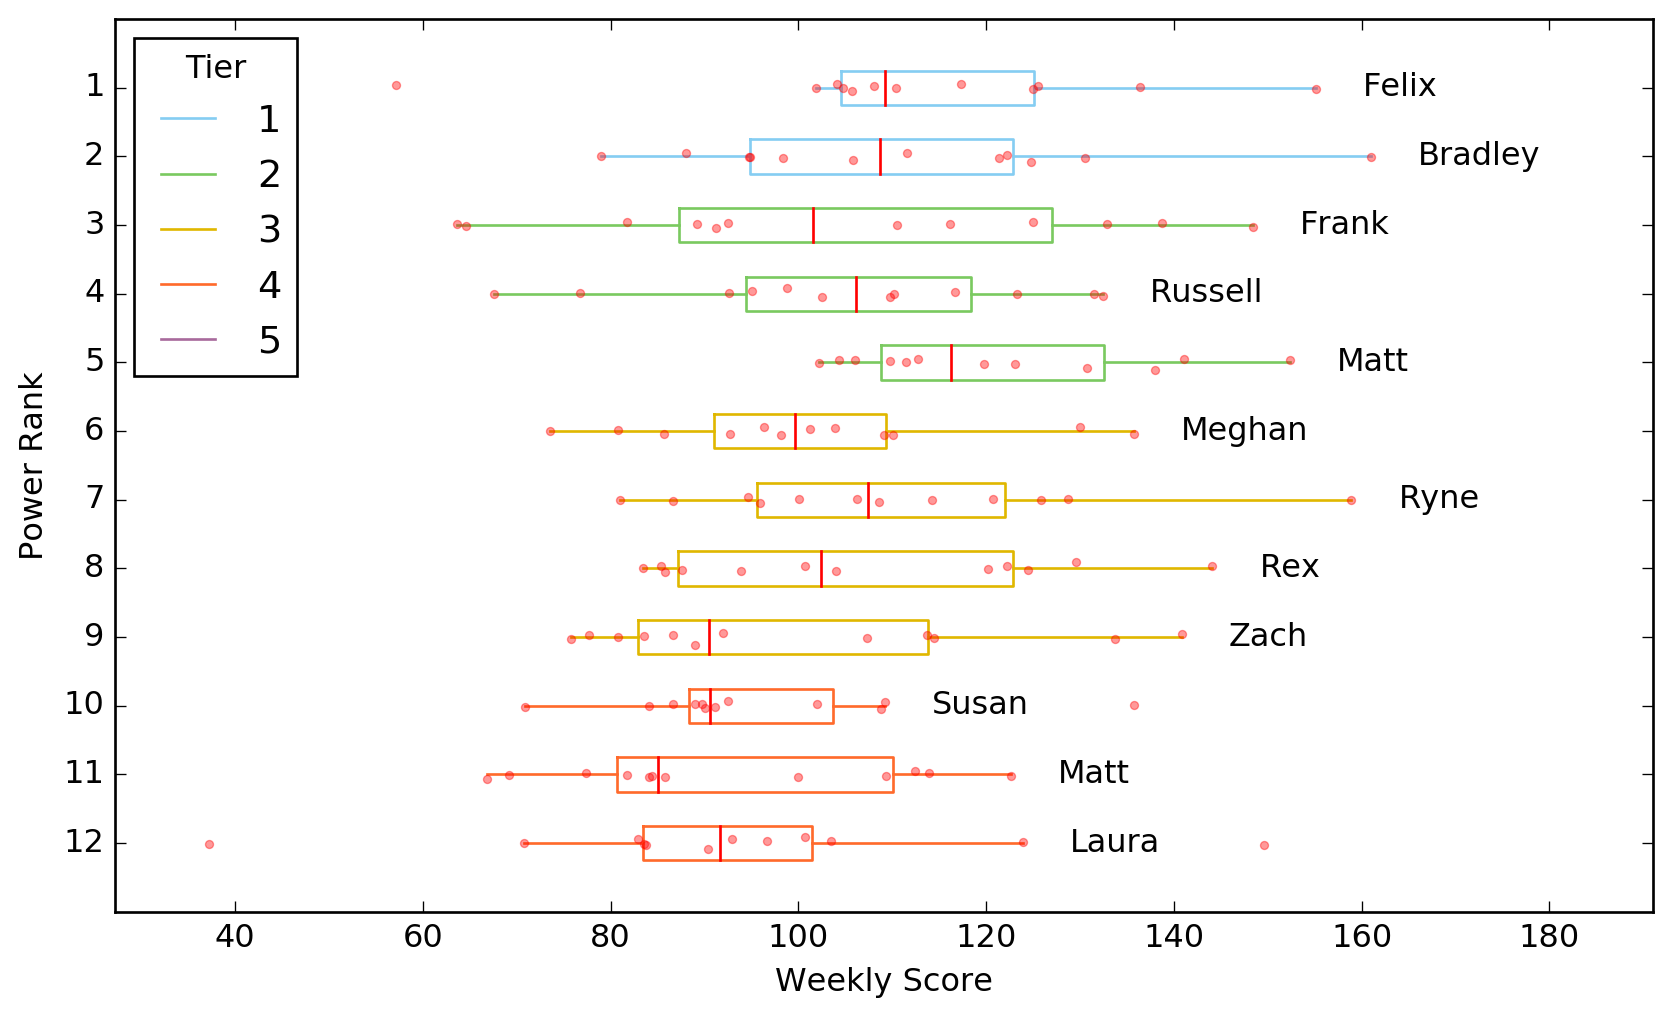 Tier
1
2
3
4
5
Power Rank
1 Felix
2 Bradley
3 Frank
4 Russell
5 Matt
6 Meghan
7 Ryne
8 Rex
9 Zach
10 Susan
11 Matt
12 Laura
40 60 80 100 120 140 160 180
Weekly Score